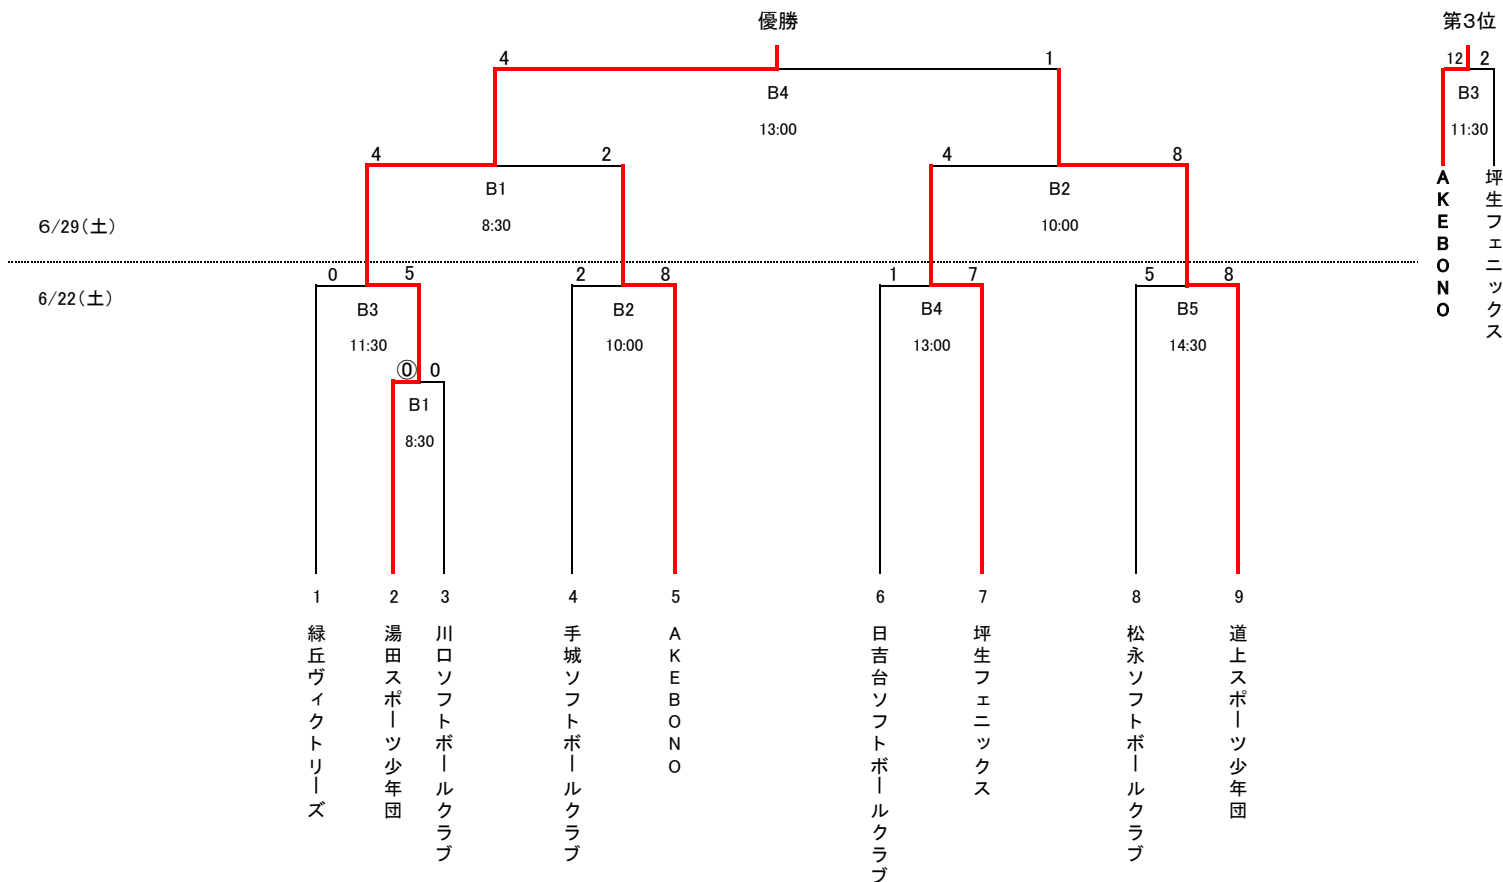 優勝
第3位
4
1
12
2
B4
13:00
B3
11:30
4
2
4
8
B1
8:30
B2
10:00
AKEBONO
坪生フェニックス
6/29(土)
0
5
2
8
1
7
5
8
6/22(土)
B3
11:30
B2
10:00
B4
13:00
B5
14:30
⓪
0
B1
8:30
1
2
3
4
5
6
7
8
9
緑丘ヴィクトリーズ
湯田スポーツ少年団
川口ソフトボールクラブ
手城ソフトボールクラブ
AKEBONO
日吉台ソフトボールクラブ
坪生フェニックス
松永ソフトボールクラブ
道上スポーツ少年団